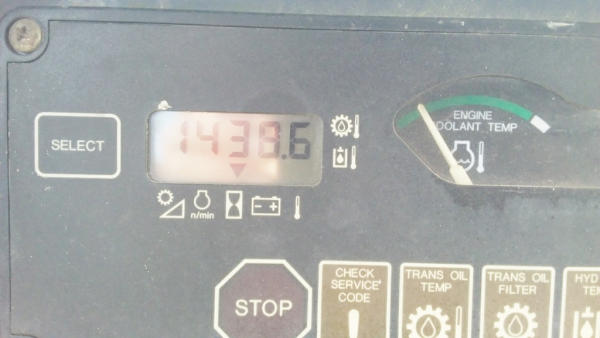 SELECT
1438.6
n/min
ENGINE
COOLANT TEMP
STOP
CHECK
SERVICE
CODE
TRANS OIL
TEMP
TRANS OIL
FILTER
HYD